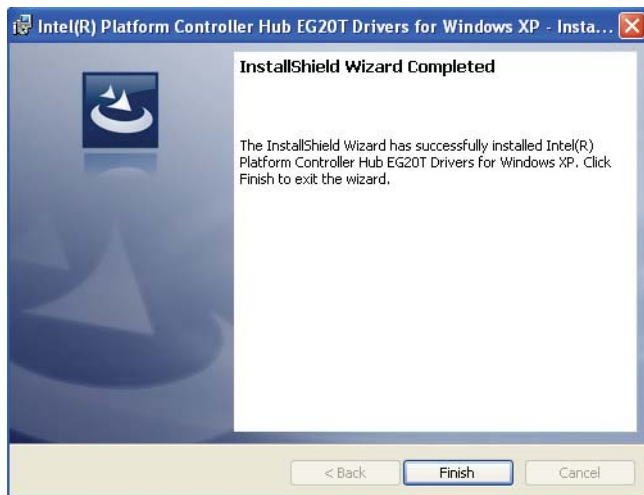 Intel(R) Platform Controller Hub EG20T Drivers for Windows XP - Insta...
InstallShield Wizard Completed
The InstallShield Wizard has successfully installed Intel(R)
Platform Controller Hub EG20T Drivers for Windows XP. Click
Finish to exit the wizard.
< Back
Finish
Cancel